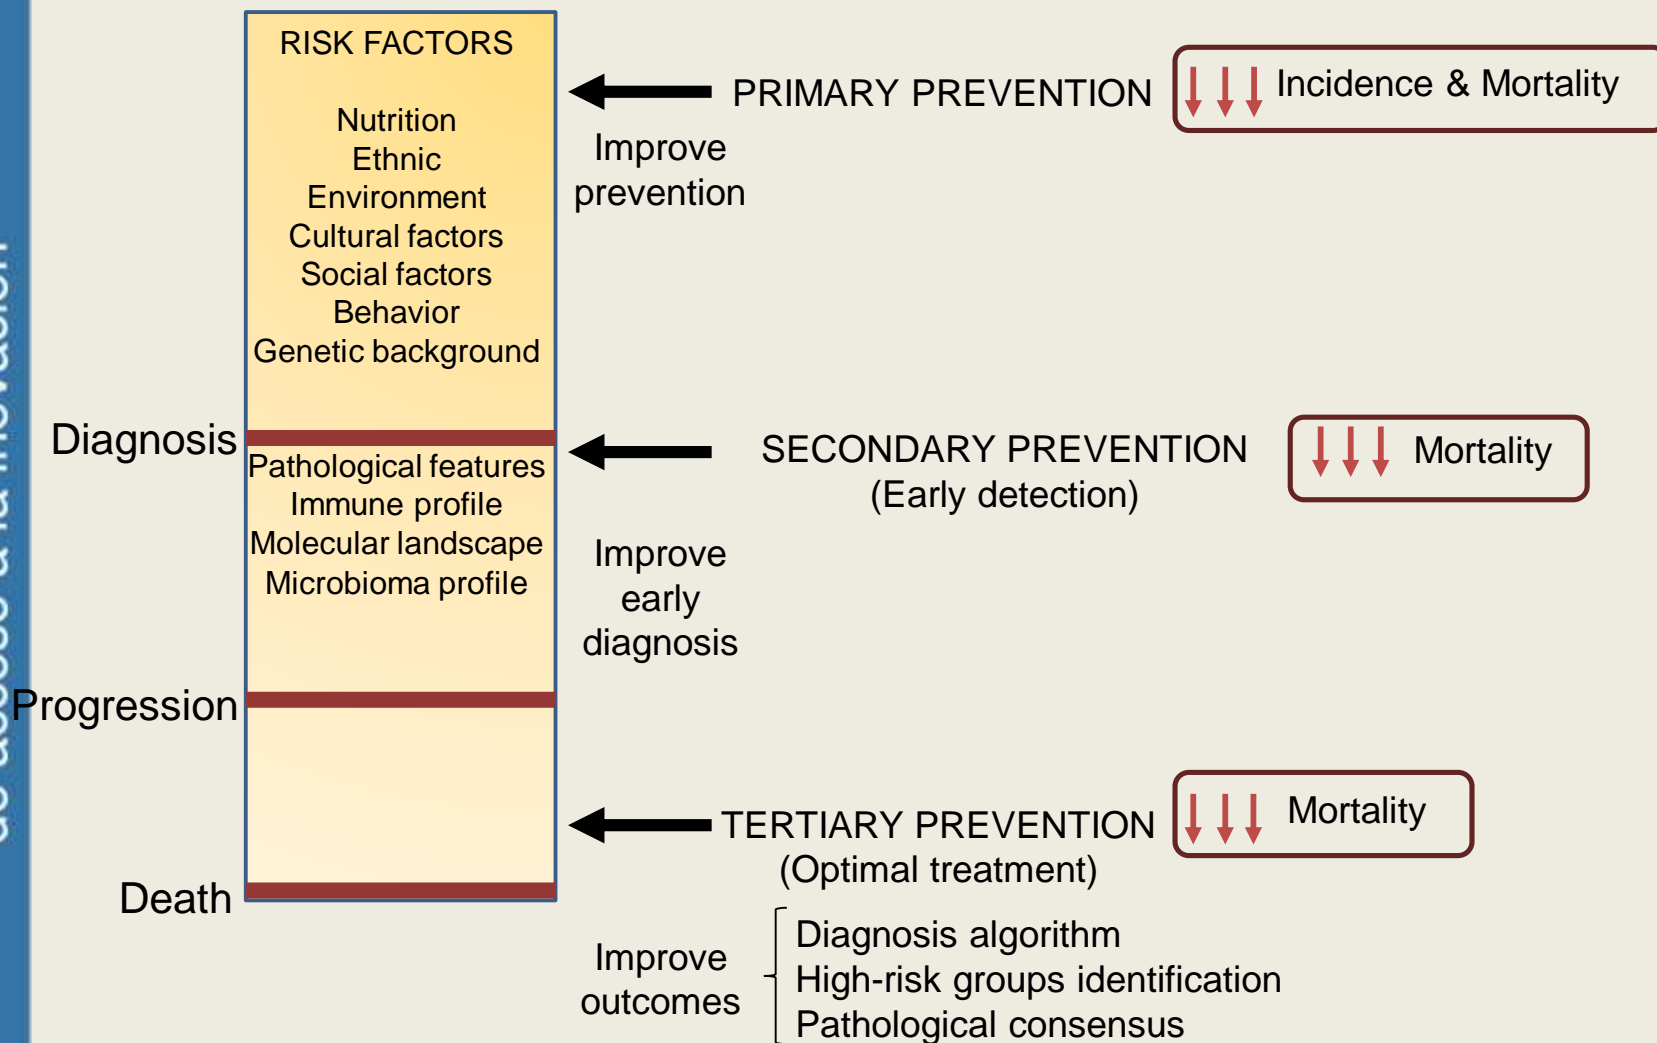 RISK FACTORS
Nutrition
Ethnic
Environment
Cultural factors
Social factors
Behavior
Genetic background
PRIMARY PREVENTION
Incidence & Mortality
Improve
prevention
Diagnosis
Pathological features
Immune profile
Molecular landscape
Microbioma profile
SECONDARY PREVENTION
(Early detection)
Mortality
Improve
early
diagnosis
Progression
TERTIARY PREVENTION
(Optimal treatment)
Mortality
Death
Improve
outcomes
Diagnosis algorithm
High-risk groups identification
Pathological consensus